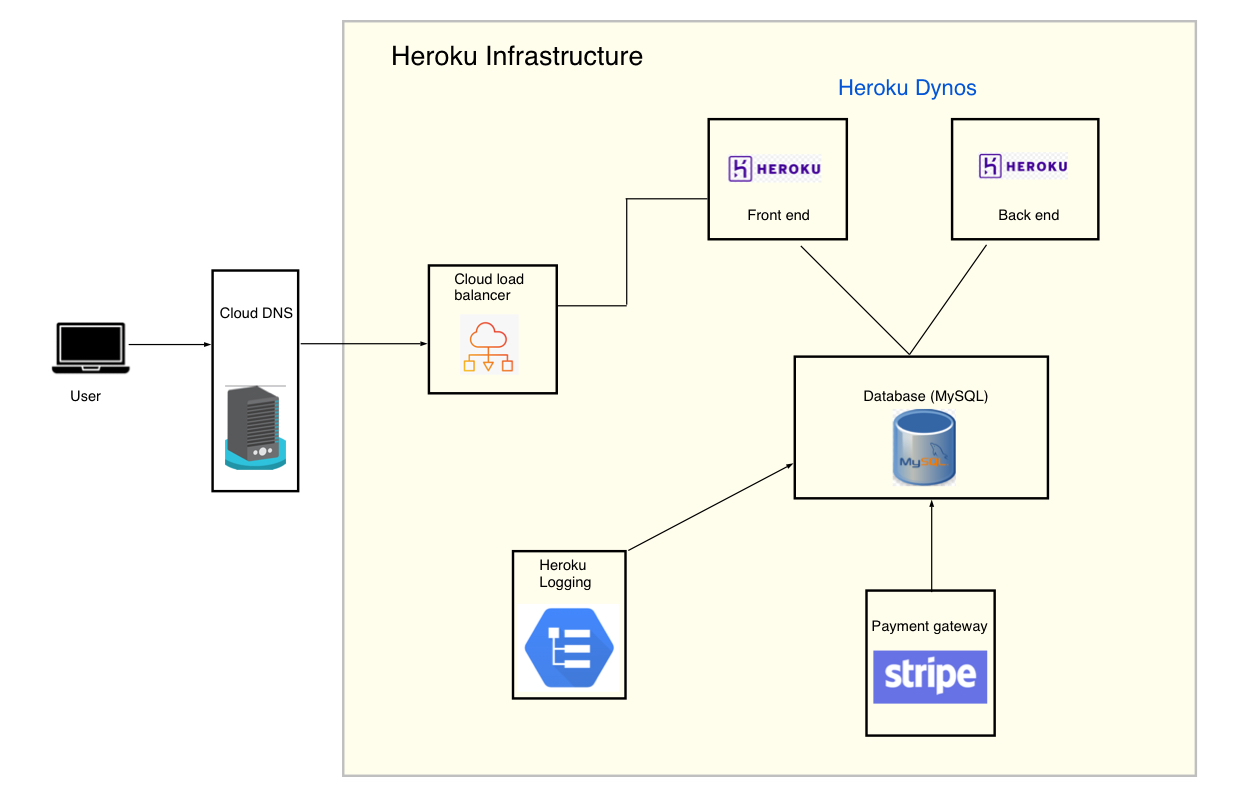 Heroku Infrastructure
Heroku Dynos
HEROKU
Front end
HEROKU
Back end
Cloud load
balancer
Cloud DNS
User
Database (MySQL)
MySQL
Heroku
Logging
Payment gateway
stripe